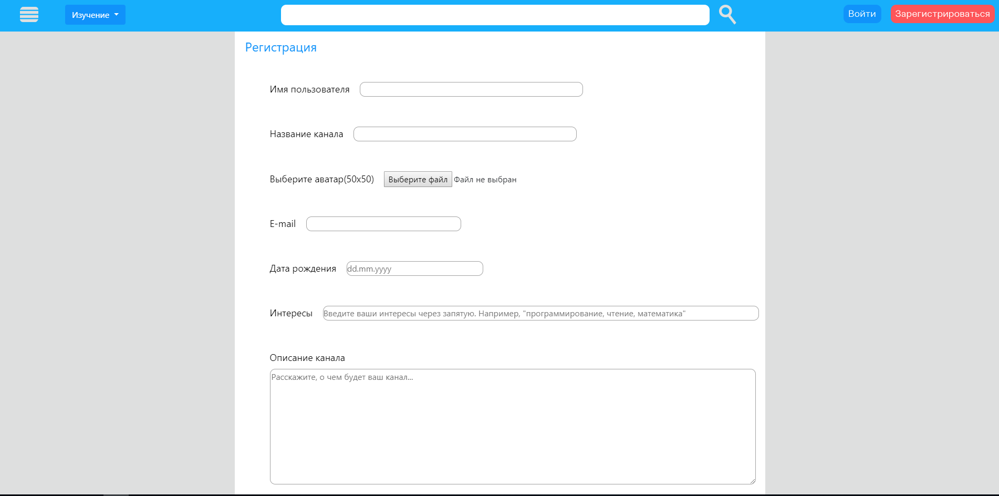 Изучение
Войти
Зарегистрироваться
Регистрация
Имя пользователя
Название канала
Выберите аватар(50x50) Выберите файл Файл не выбран
E-mail
Дата рождения dd.mm.yyyy
Интересы Введите ваши интересы через запятую. Например, "программирование, чтение, математика"
Описание канала
Расскажите, о чем будет ваш канал...